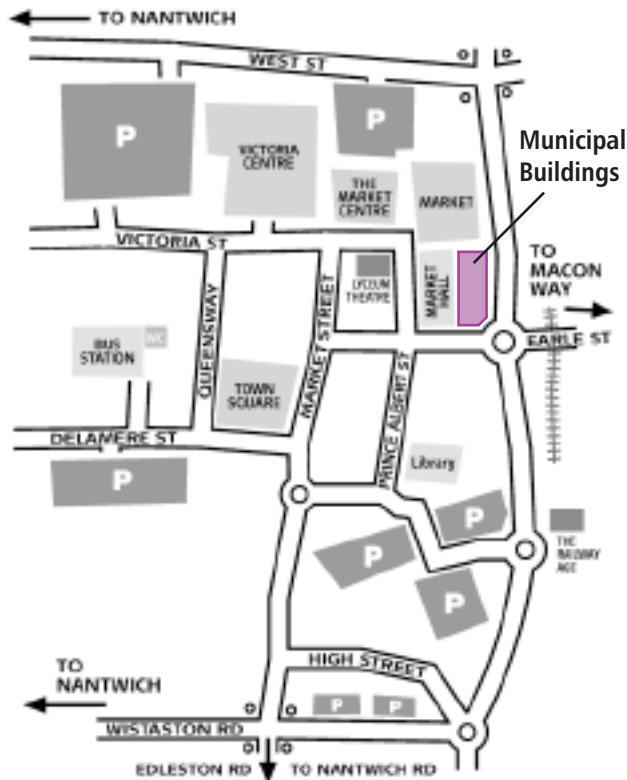 TO NANTWICH
WEST ST
P
P
Municipal
Buildings
VICTORIA
CENTRE
THE
MARKET
CENTRE
MARKET
VICTORIA ST
TO
MACON
WAY
LYCEUM
THEATRE
MARKET
HALL
EARLE ST
BUS
STATION
WC
QUEENSWAY
MARKET STREET
TOWN
SQUARE
PRINCE ALBERT ST
DELAMERE ST
Library
P
P
P
P
THE
RAILWAY
AGE
HIGH STREET
TO
NANTWICH
P
P
WISTASTON RD
EDLESTON RD
TO NANTWICH RD